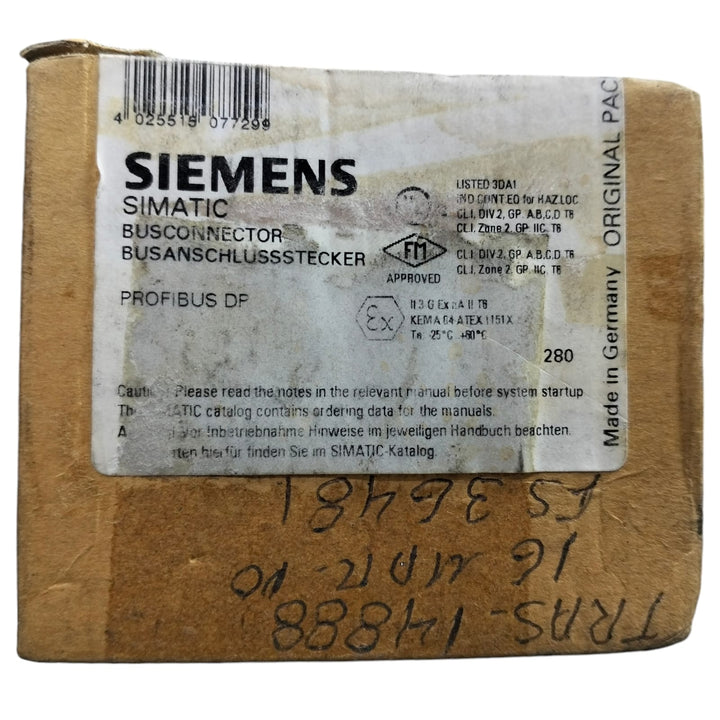 4 025515 077299
SIEMENS
SIMATIC
BUSCONNECTOR
BUSANSCHLUSSSTECKER
PROFIBUS DP
LISTED 3DA1
IND.CONT.EQ for HAZ.LOC
CL.I, DIV.2, GP. A,B,C,D T6
CL.I, Zone 2, GP. IIC, T6
FM
APPROVED
CL.I, DIV.2, GP. A,B,C,D T6
CL.I, Zone 2, GP. IIC, T6
Ex
II 3 G Ex nA II T6
KEMA 04 ATEX 1151 X
Ta: -25°C ..+60°C
280
Made in Germany ORIGINAL PAC
Please read the notes in the relevant manual before system startup
catalog contains ordering data for the manuals.
Inbetriebnahme Hinweise im jeweiligen Handbuch beachten.
hierfür finden Sie im SIMATIC-Katalog.
TRAS-14888
16 MAR-10
ES 36481